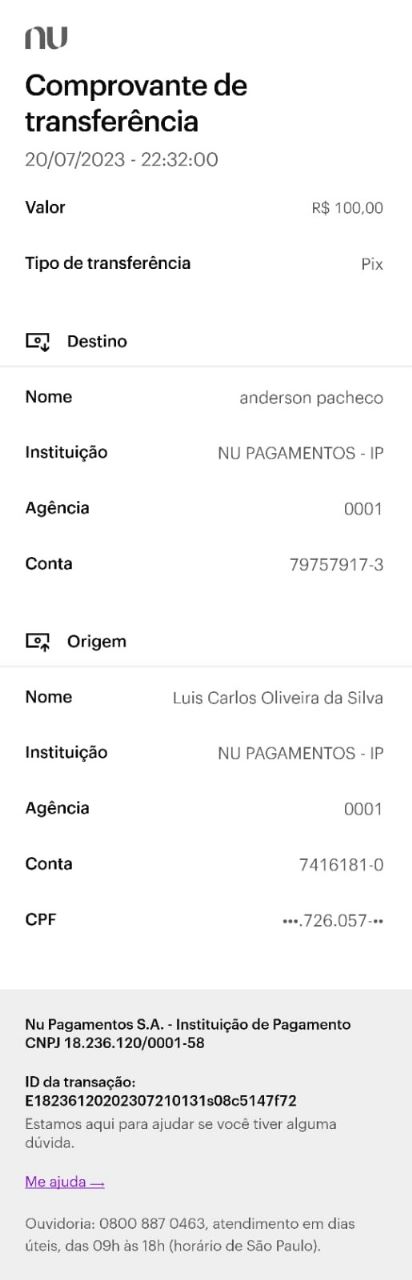 nu
Comprovante de
transferência
20/07/2023 - 22:32:00
Valor R$ 100,00
Tipo de transferência Pix
Destino
Nome anderson pacheco
Instituição NU PAGAMENTOS - IP
Agência 0001
Conta 79757917-3
Origem
Nome Luis Carlos Oliveira da Silva
Instituição NU PAGAMENTOS - IP
Agência 0001
Conta 7416181-0
CPF •••.726.057-••
Nu Pagamentos S.A. - Instituição de Pagamento
CNPJ 18.236.120/0001-58
ID da transação:
E18236120202307210131s08c5147f72
Estamos aqui para ajudar se você tiver alguma
dúvida.
Me ajuda →
Ouvidoria: 0800 887 0463, atendimento em dias
úteis, das 09h às 18h (horário de São Paulo).